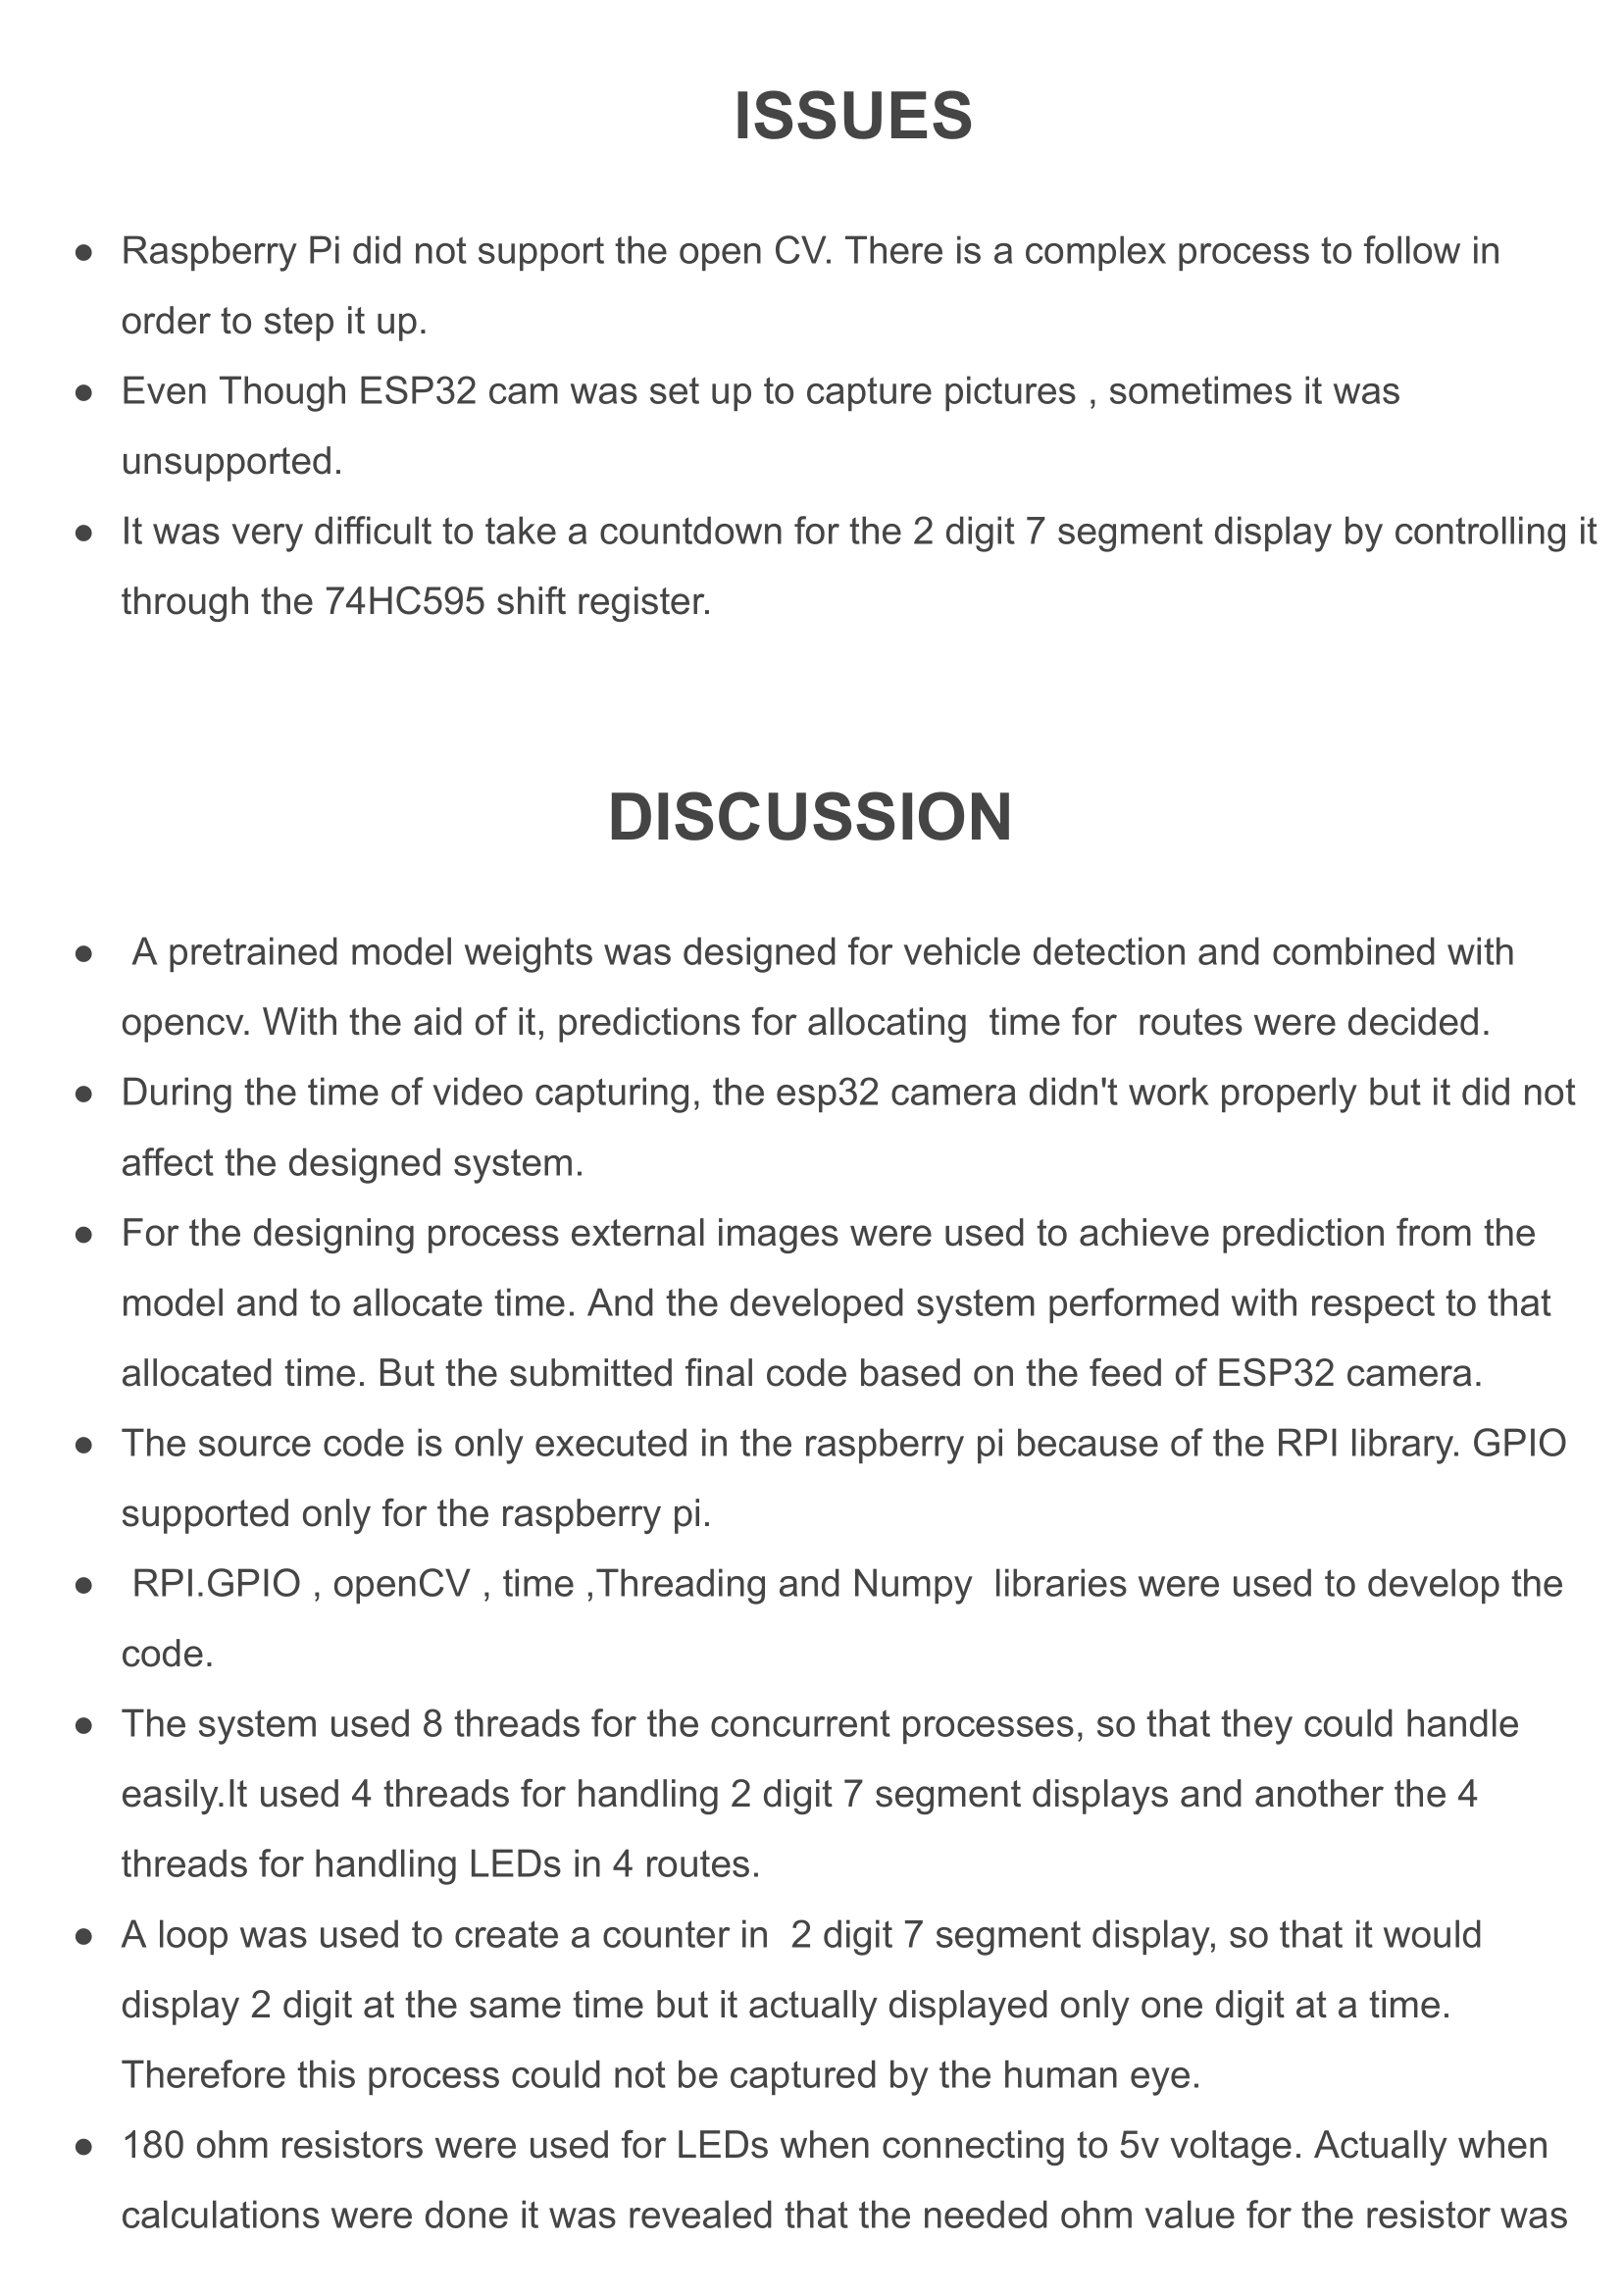 ISSUES
● Raspberry Pi did not support the open CV. There is a complex process to follow in
order to step it up.
● Even Though ESP32 cam was set up to capture pictures , sometimes it was
unsupported.
● It was very difficult to take a countdown for the 2 digit 7 segment display by controlling it
through the 74HC595 shift register.
DISCUSSION
● A pretrained model weights was designed for vehicle detection and combined with
opencv. With the aid of it, predictions for allocating  time for  routes were decided.
● During the time of video capturing, the esp32 camera didn't work properly but it did not
affect the designed system.
● For the designing process external images were used to achieve prediction from the
model and to allocate time. And the developed system performed with respect to that
allocated time. But the submitted final code based on the feed of ESP32 camera.
● The source code is only executed in the raspberry pi because of the RPI library. GPIO
supported only for the raspberry pi.
● RPI.GPIO , openCV , time ,Threading and Numpy  libraries were used to develop the
code.
● The system used 8 threads for the concurrent processes, so that they could handle
easily.It used 4 threads for handling 2 digit 7 segment displays and another the 4
threads for handling LEDs in 4 routes.
● A loop was used to create a counter in  2 digit 7 segment display, so that it would
display 2 digit at the same time but it actually displayed only one digit at a time.
Therefore this process could not be captured by the human eye.
● 180 ohm resistors were used for LEDs when connecting to 5v voltage. Actually when
calculations were done it was revealed that the needed ohm value for the resistor was